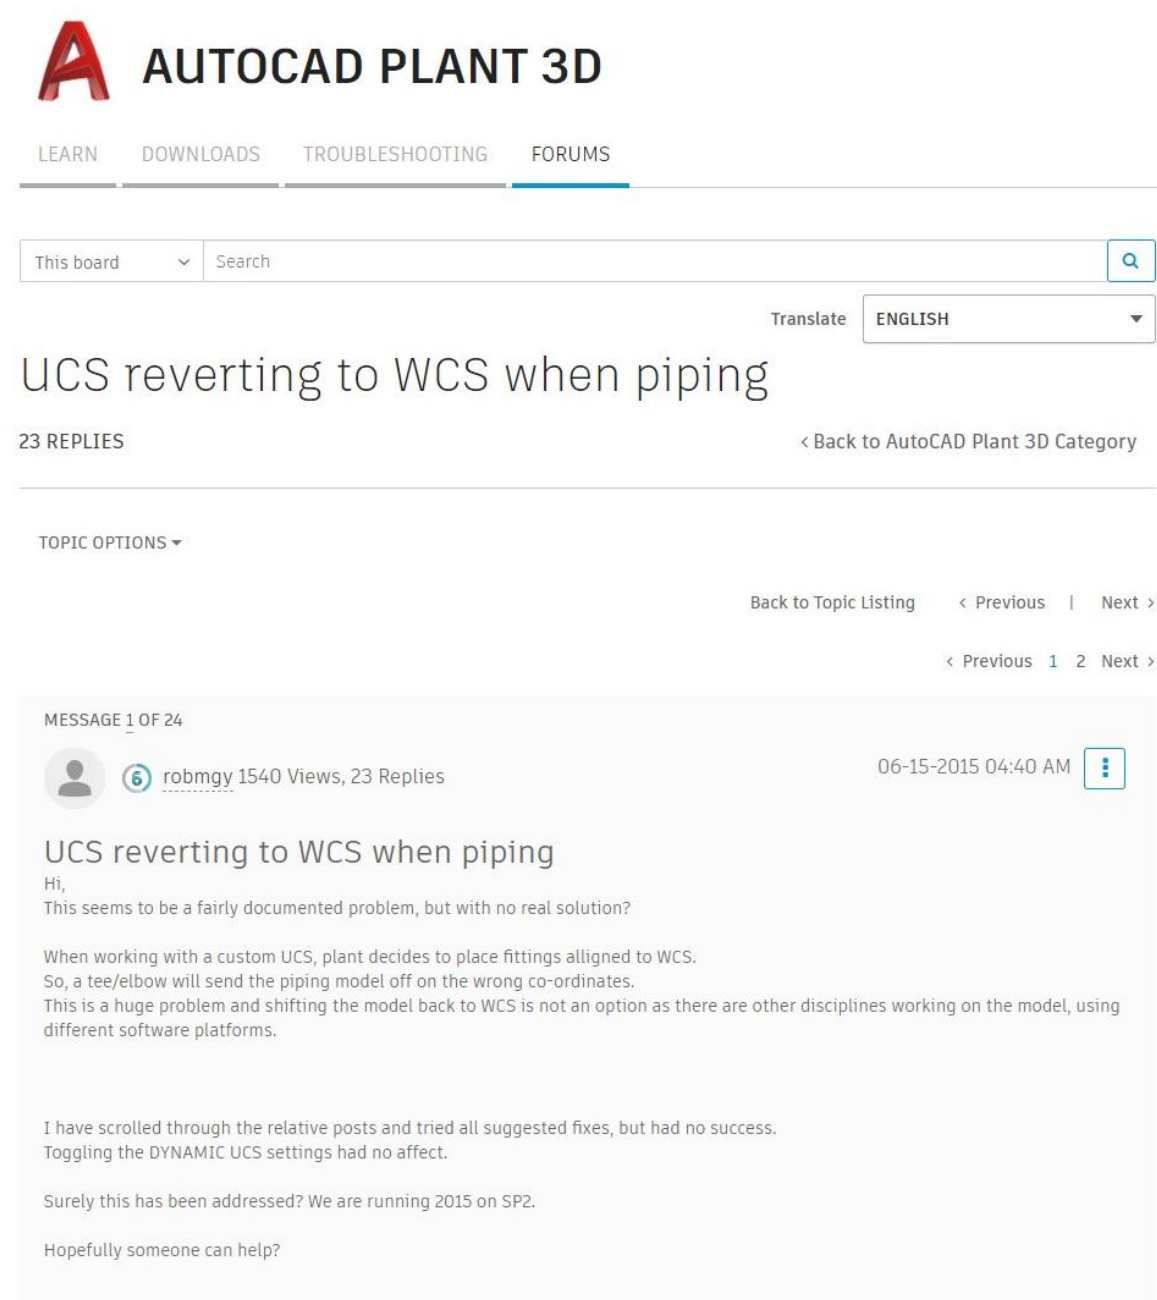 AUTOCAD PLANT 3D
LEARN DOWNLOADS TROUBLESHOOTING FORUMS
This board Search
Translate ENGLISH
UCS reverting to WCS when piping
23 REPLIES < Back to AutoCAD Plant 3D Category
TOPIC OPTIONS
Back to Topic Listing < Previous | Next >
< Previous 1 2 Next >
MESSAGE 1 OF 24
6 robmgy 1540 Views, 23 Replies 06-15-2015 04:40 AM
UCS reverting to WCS when piping
Hi,
This seems to be a fairly documented problem, but with no real solution?
When working with a custom UCS, plant decides to place fittings alligned to WCS.
So, a tee/elbow will send the piping model off on the wrong co-ordinates.
This is a huge problem and shifting the model back to WCS is not an option as there are other disciplines working on the model, using
different software platforms.
I have scrolled through the relative posts and tried all suggested fixes, but had no success.
Toggling the DYNAMIC UCS settings had no affect.
Surely this has been addressed? We are running 2015 on SP2.
Hopefully someone can help?